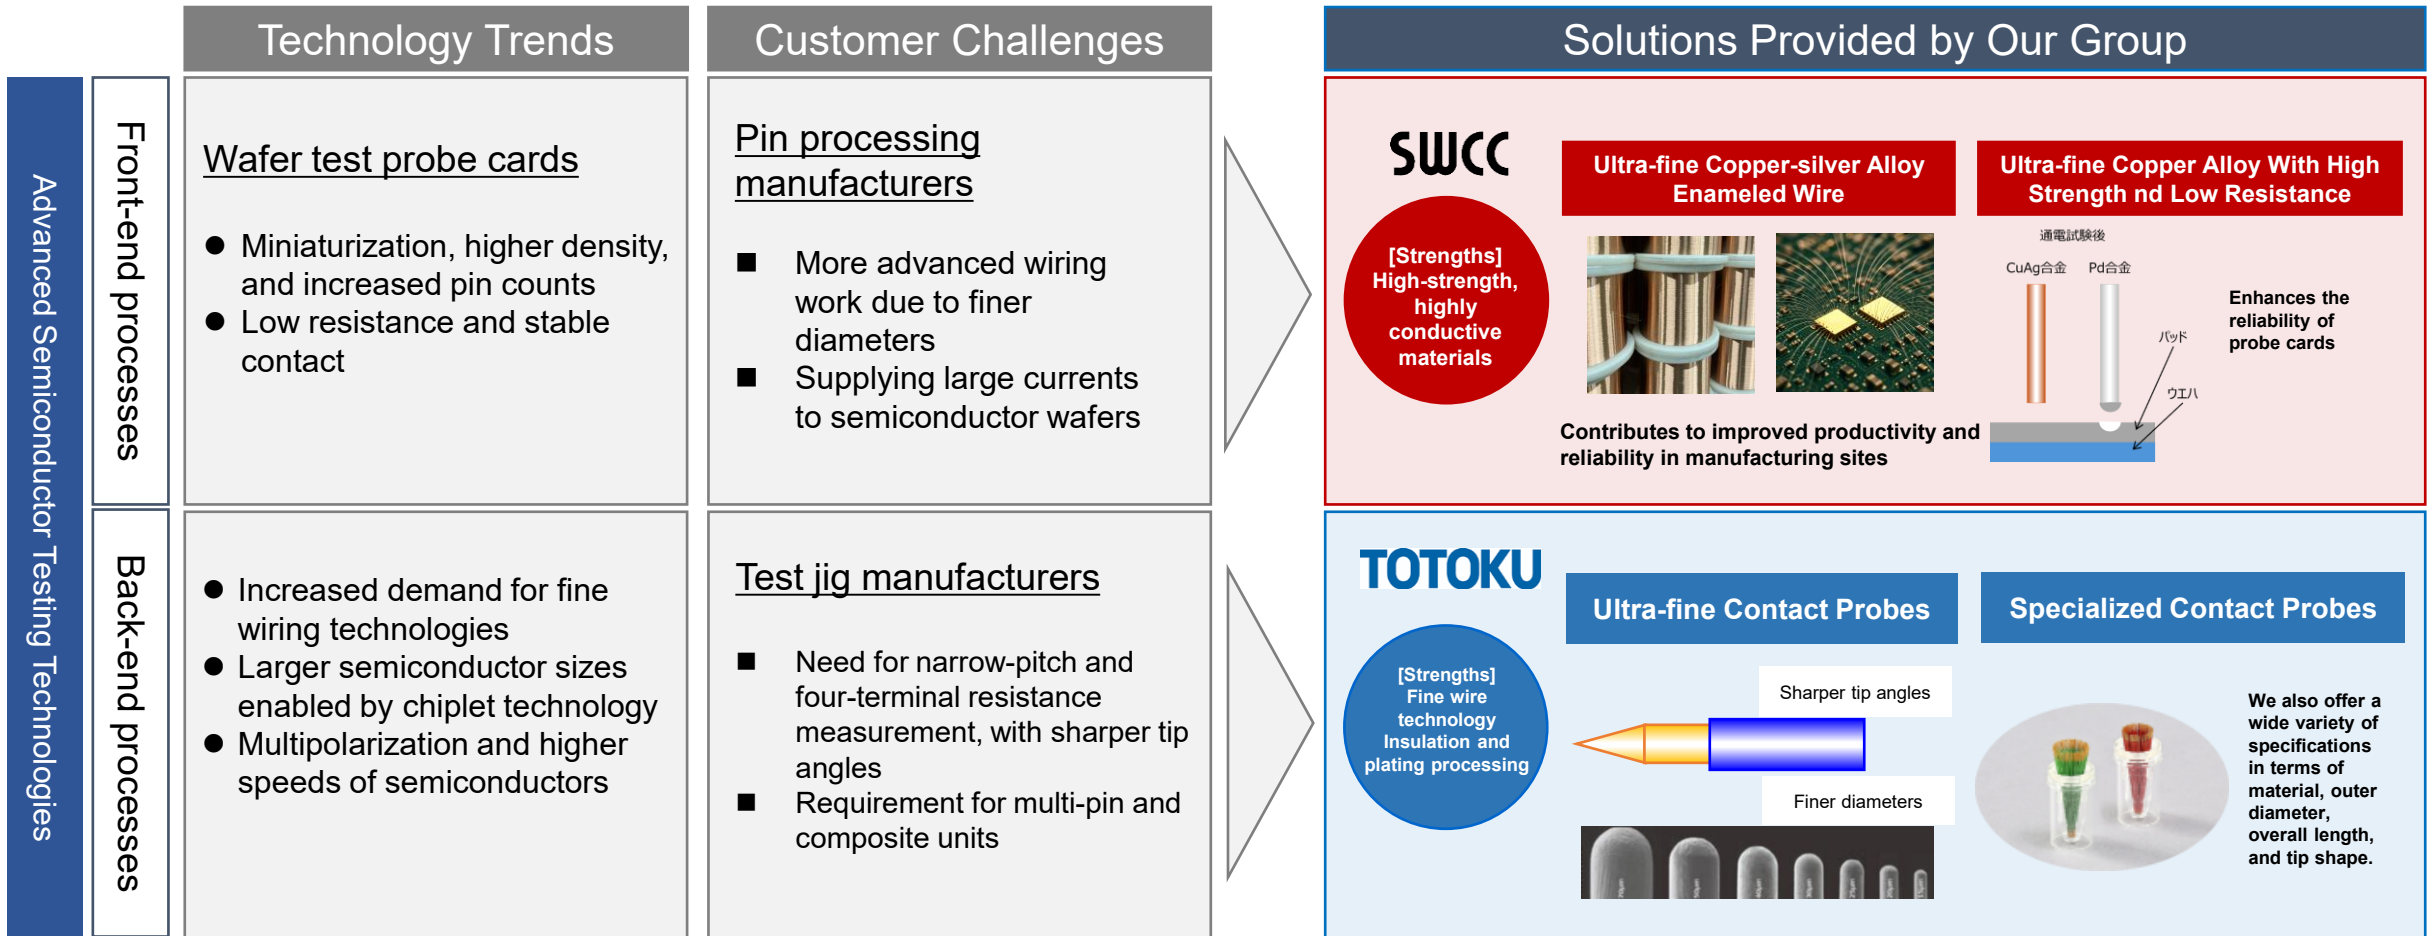 Technology Trends
Customer Challenges
Solutions Provided by Our Group
Advanced Semiconductor Testing Technologies
Front-end processes
Wafer test probe cards
● Miniaturization, higher density,
and increased pin counts
● Low resistance and stable
contact
Pin processing
manufacturers
■ More advanced wiring
work due to finer
diameters
■ Supplying large currents
to semiconductor wafers
SWCC
[Strengths]
High-strength,
highly
conductive
materials
Ultra-fine Copper-silver Alloy
Enameled Wire
Contributes to improved productivity and
reliability in manufacturing sites
Ultra-fine Copper Alloy With High
Strength nd Low Resistance
通電試験後
CuAg合金
Pd合金
パッド
ウエハ
Enhances the
reliability of
probe cards
Back-end processes
● Increased demand for fine
wiring technologies
● Larger semiconductor sizes
enabled by chiplet technology
● Multipolarization and higher
speeds of semiconductors
Test jig manufacturers
■ Need for narrow-pitch and
four-terminal resistance
measurement, with sharper tip
angles
■ Requirement for multi-pin and
composite units
TOTOKU
[Strengths]
Fine wire
technology
Insulation and
plating processing
Ultra-fine Contact Probes
Sharper tip angles
Finer diameters
Specialized Contact Probes
We also offer a
wide variety of
specifications
in terms of
material, outer
diameter,
overall length,
and tip shape.